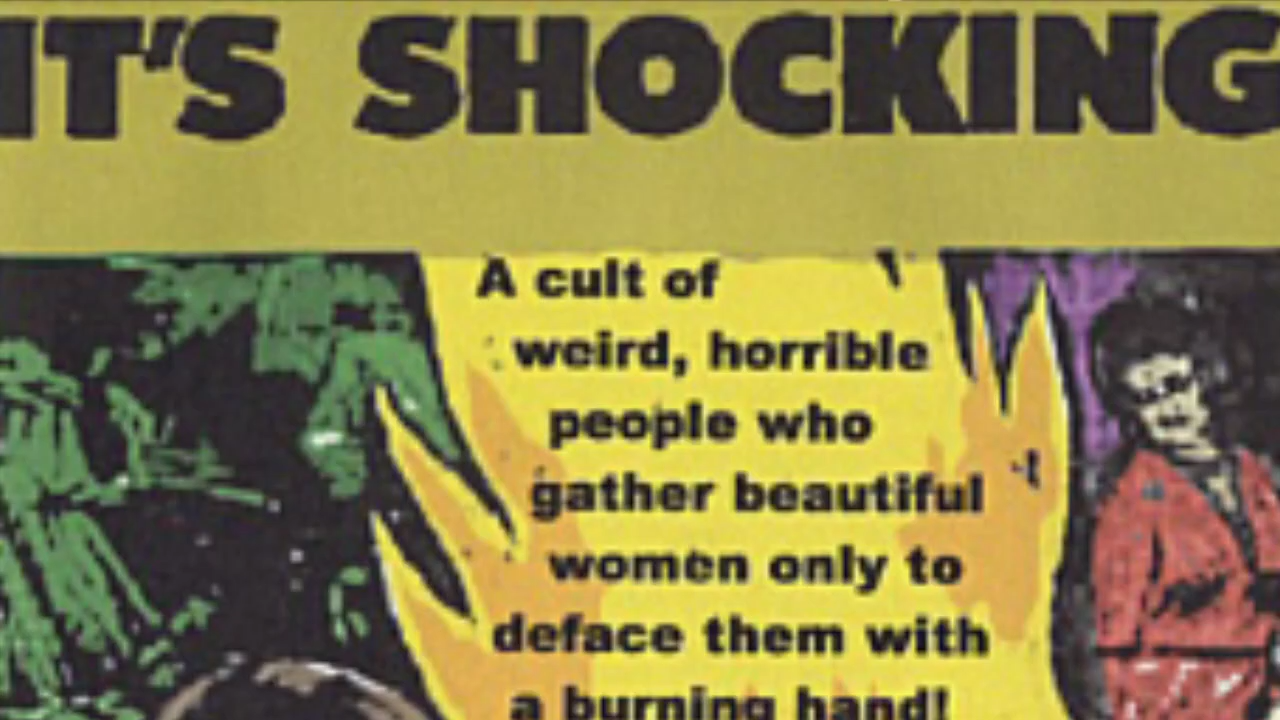 IT'S SHOCKING
A cult of
weird, horrible
people who
gather beautiful
women only to
deface them with
a burning hand!